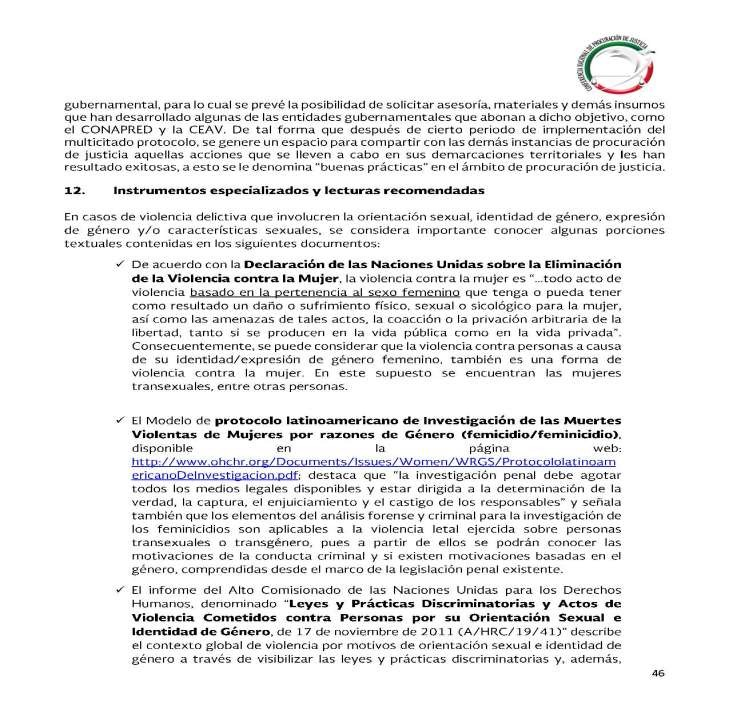 CONFERENCIA NACIONAL DE PROCURACIÓN DE JUSTICIA
gubernamental, para lo cual se prevé la posibilidad de solicitar asesoría, materiales y demás insumos
que han desarrollado algunas de las entidades gubernamentales que abonan a dicho objetivo, como
el CONAPRED y la CEAV. De tal forma que después de cierto periodo de implementación del
multicitado protocolo, se genere un espacio para compartir con las demás instancias de procuración
de justicia aquellas acciones que se lleven a cabo en sus demarcaciones territoriales y les han
resultado exitosas, a esto se le denomina "buenas prácticas" en el ámbito de procuración de justicia.
12. Instrumentos especializados y lecturas recomendadas
En casos de violencia delictiva que involucren la orientación sexual, identidad de género, expresión
de género y/o características sexuales, se considera importante conocer algunas porciones
textuales contenidas en los siguientes documentos:
✓ De acuerdo con la Declaración de las Naciones Unidas sobre la Eliminación
de la Violencia contra la Mujer, la violencia contra la mujer es "...todo acto de
violencia basado en la pertenencia al sexo femenino que tenga o pueda tener
como resultado un daño o sufrimiento físico, sexual o sicológico para la mujer,
así como las amenazas de tales actos, la coacción o la privación arbitraria de la
libertad, tanto si se producen en la vida pública como en la vida privada".
Consecuentemente, se puede considerar que la violencia contra personas a causa
de su identidad/expresión de género femenino, también es una forma de
violencia contra la mujer. En este supuesto se encuentran las mujeres
transexuales, entre otras personas.
✓ El Modelo de protocolo latinoamericano de Investigación de las Muertes
Violentas de Mujeres por razones de Género (femicidio/feminicidio),
disponible en la página web:
http://www.ohchr.org/Documents/Issues/Women/WRGS/Protocololatinoam
ericanoDeInvestigacion.pdf; destaca que "la investigación penal debe agotar
todos los medios legales disponibles y estar dirigida a la determinación de la
verdad, la captura, el enjuiciamiento y el castigo de los responsables" y señala
también que los elementos del análisis forense y criminal para la investigación de
los feminicidios son aplicables a la violencia letal ejercida sobre personas
transexuales o transgénero, pues a partir de ellos se podrán conocer las
motivaciones de la conducta criminal y si existen motivaciones basadas en el
género, comprendidas desde el marco de la legislación penal existente.
✓ El informe del Alto Comisionado de las Naciones Unidas para los Derechos
Humanos, denominado "Leyes y Prácticas Discriminatorias y Actos de
Violencia Cometidos contra Personas por su Orientación Sexual e
Identidad de Género, de 17 de noviembre de 2011 (A/HRC/19/41)" describe
el contexto global de violencia por motivos de orientación sexual e identidad de
género a través de visibilizar las leyes y prácticas discriminatorias y, además,
46